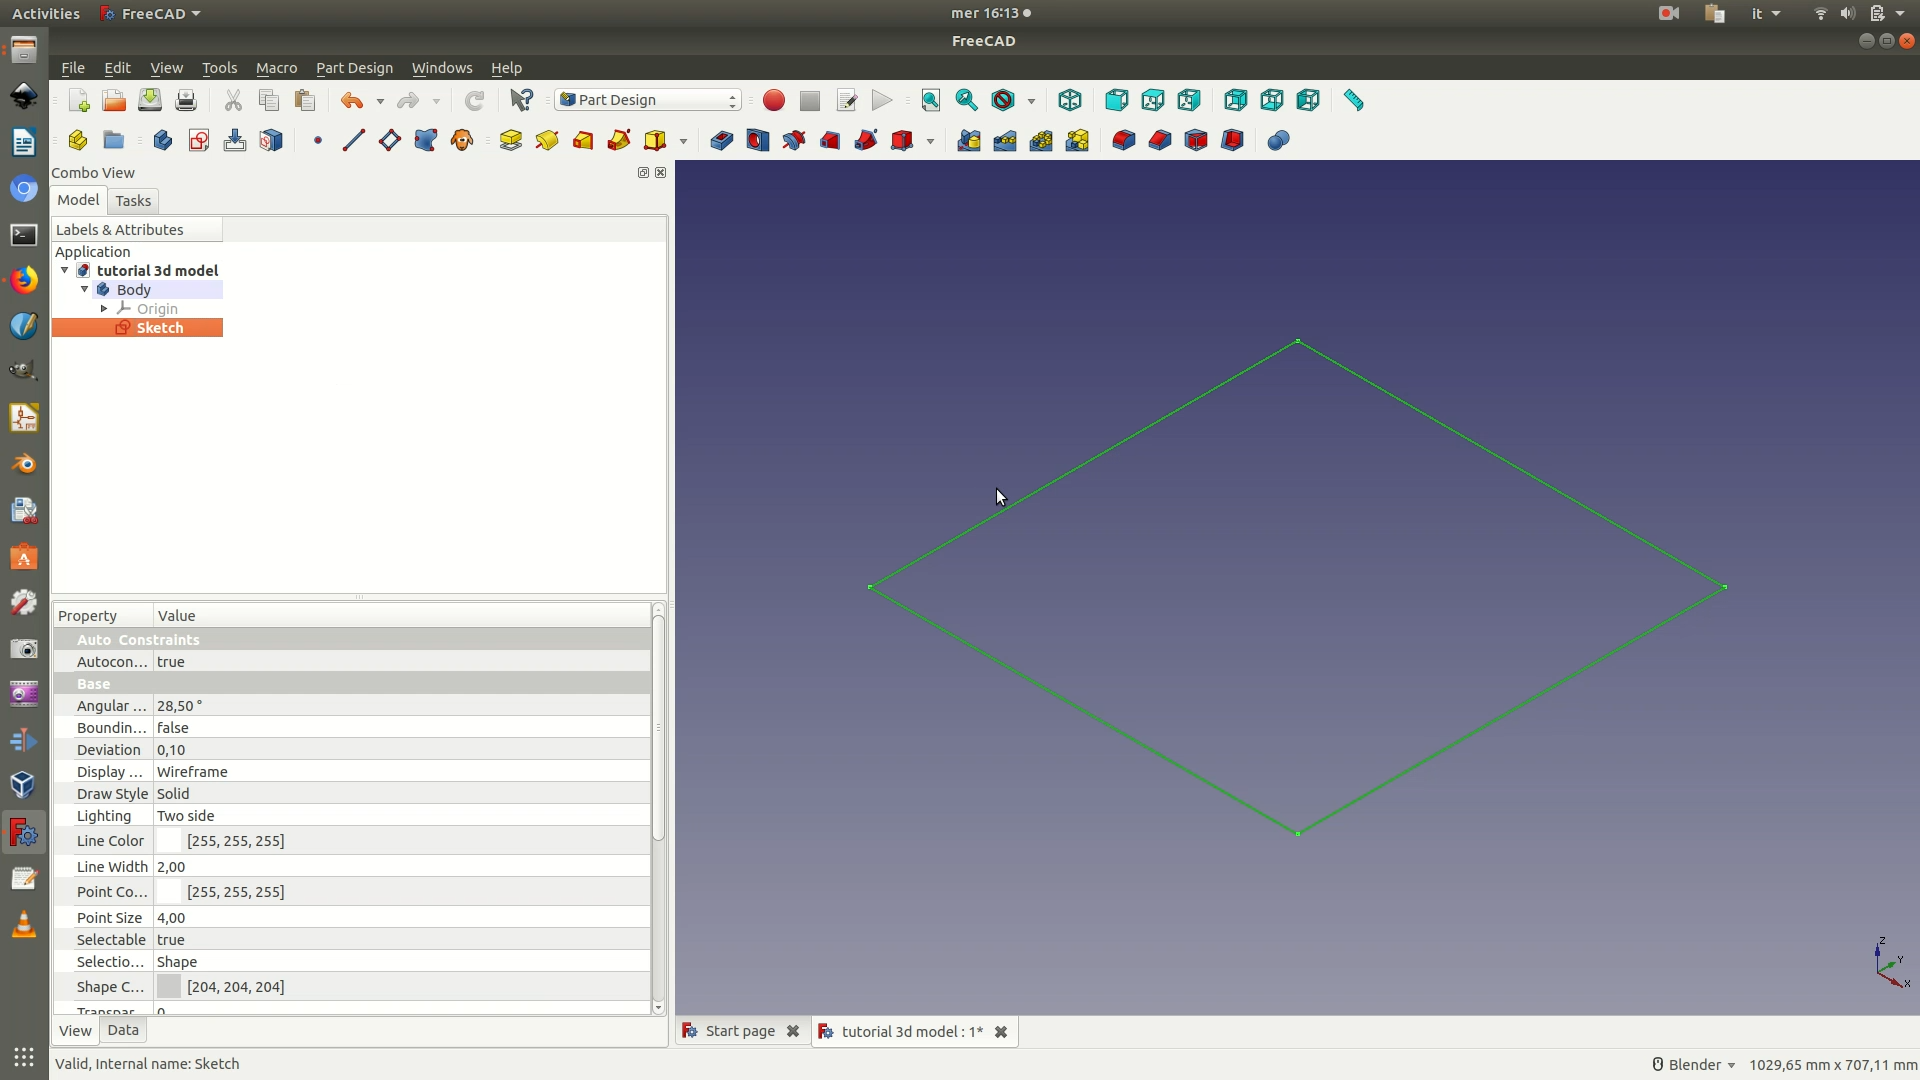 Activities FreeCAD mer 16:13 it
FreeCAD
File Edit View Tools Macro Part Design Windows Help
Part Design
Combo View
Model Tasks
Labels & Attributes
Application
tutorial 3d model
Body
Origin
Sketch
Property Value
Auto Constraints
Autocon... true
Base
Angular ... 28,50 °
Boundin... false
Deviation 0,10
Display ... Wireframe
Draw Style Solid
Lighting Two side
Line Color [255, 255, 255]
Line Width 2,00
Point Co... [255, 255, 255]
Point Size 4,00
Selectable true
Selectio... Shape
Shape C... [204, 204, 204]
Transpar 0
Z
Y
X
View Data
Start page tutorial 3d model : 1*
Valid, Internal name: Sketch
Blender 1029,65 mm x 707,11 mm